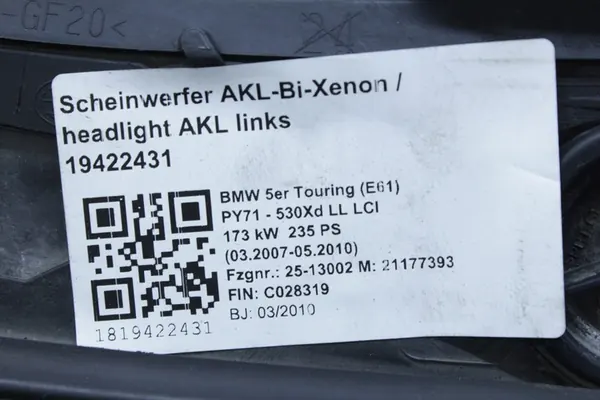 -GF20<
Scheinwerfer AKL-Bi-Xenon /
headlight AKL links
19422431
BMW 5er Touring (E61)
PY71 - 530Xd LL LCI
173 kW 235 PS
(03.2007-05.2010)
Fzgnr.: 25-13002 M: 21177393
FIN: C028319
BJ: 03/2010
1819422431